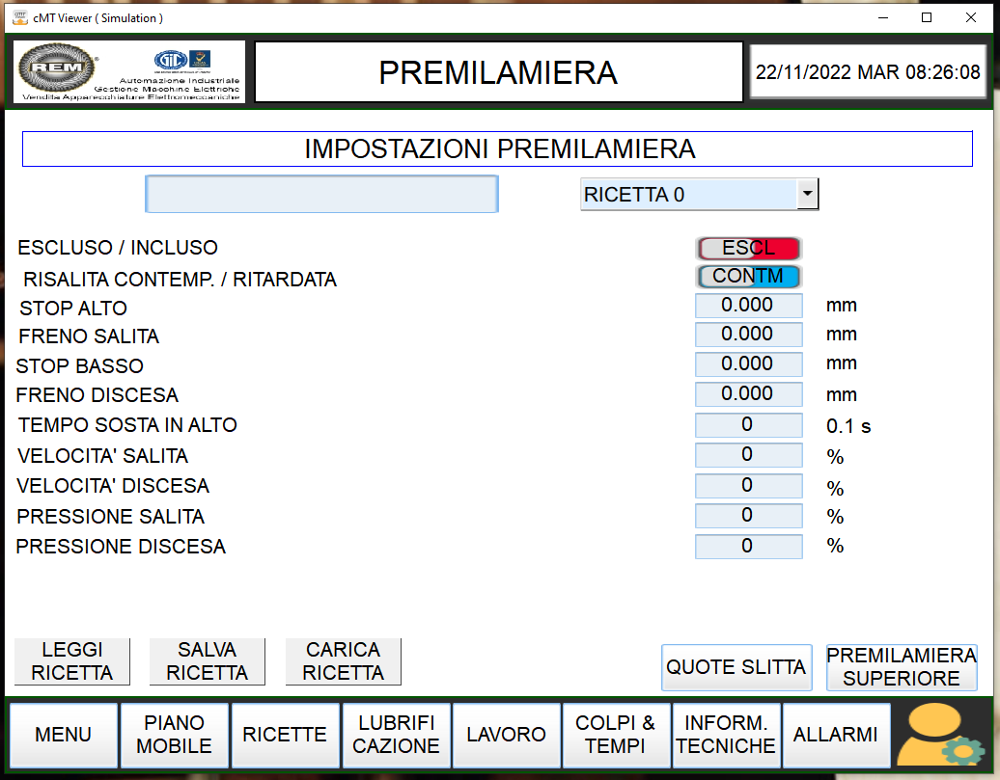 cMT Viewer ( Simulation )
REM
GIC
Automazione Industriale
Gestione Macchine Elettriche
Vendita Apparecchiature Elettromeccaniche
PREMILAMIERA
22/11/2022 MAR 08:26:08
IMPOSTAZIONI PREMILAMIERA
RICETTA 0
ESCLUSO / INCLUSO ESCL
RISALITA CONTEMP. / RITARDATA CONTM
STOP ALTO 0.000 mm
FRENO SALITA 0.000 mm
STOP BASSO 0.000 mm
FRENO DISCESA 0.000 mm
TEMPO SOSTA IN ALTO 0 0.1 s
VELOCITA' SALITA 0 %
VELOCITA' DISCESA 0 %
PRESSIONE SALITA 0 %
PRESSIONE DISCESA 0 %
LEGGI
RICETTA
SALVA
RICETTA
CARICA
RICETTA
QUOTE SLITTA
PREMILAMIERA
SUPERIORE
MENU
PIANO
MOBILE
RICETTE
LUBRIFI
CAZIONE
LAVORO
COLPI &
TEMPI
INFORM.
TECNICHE
ALLARMI